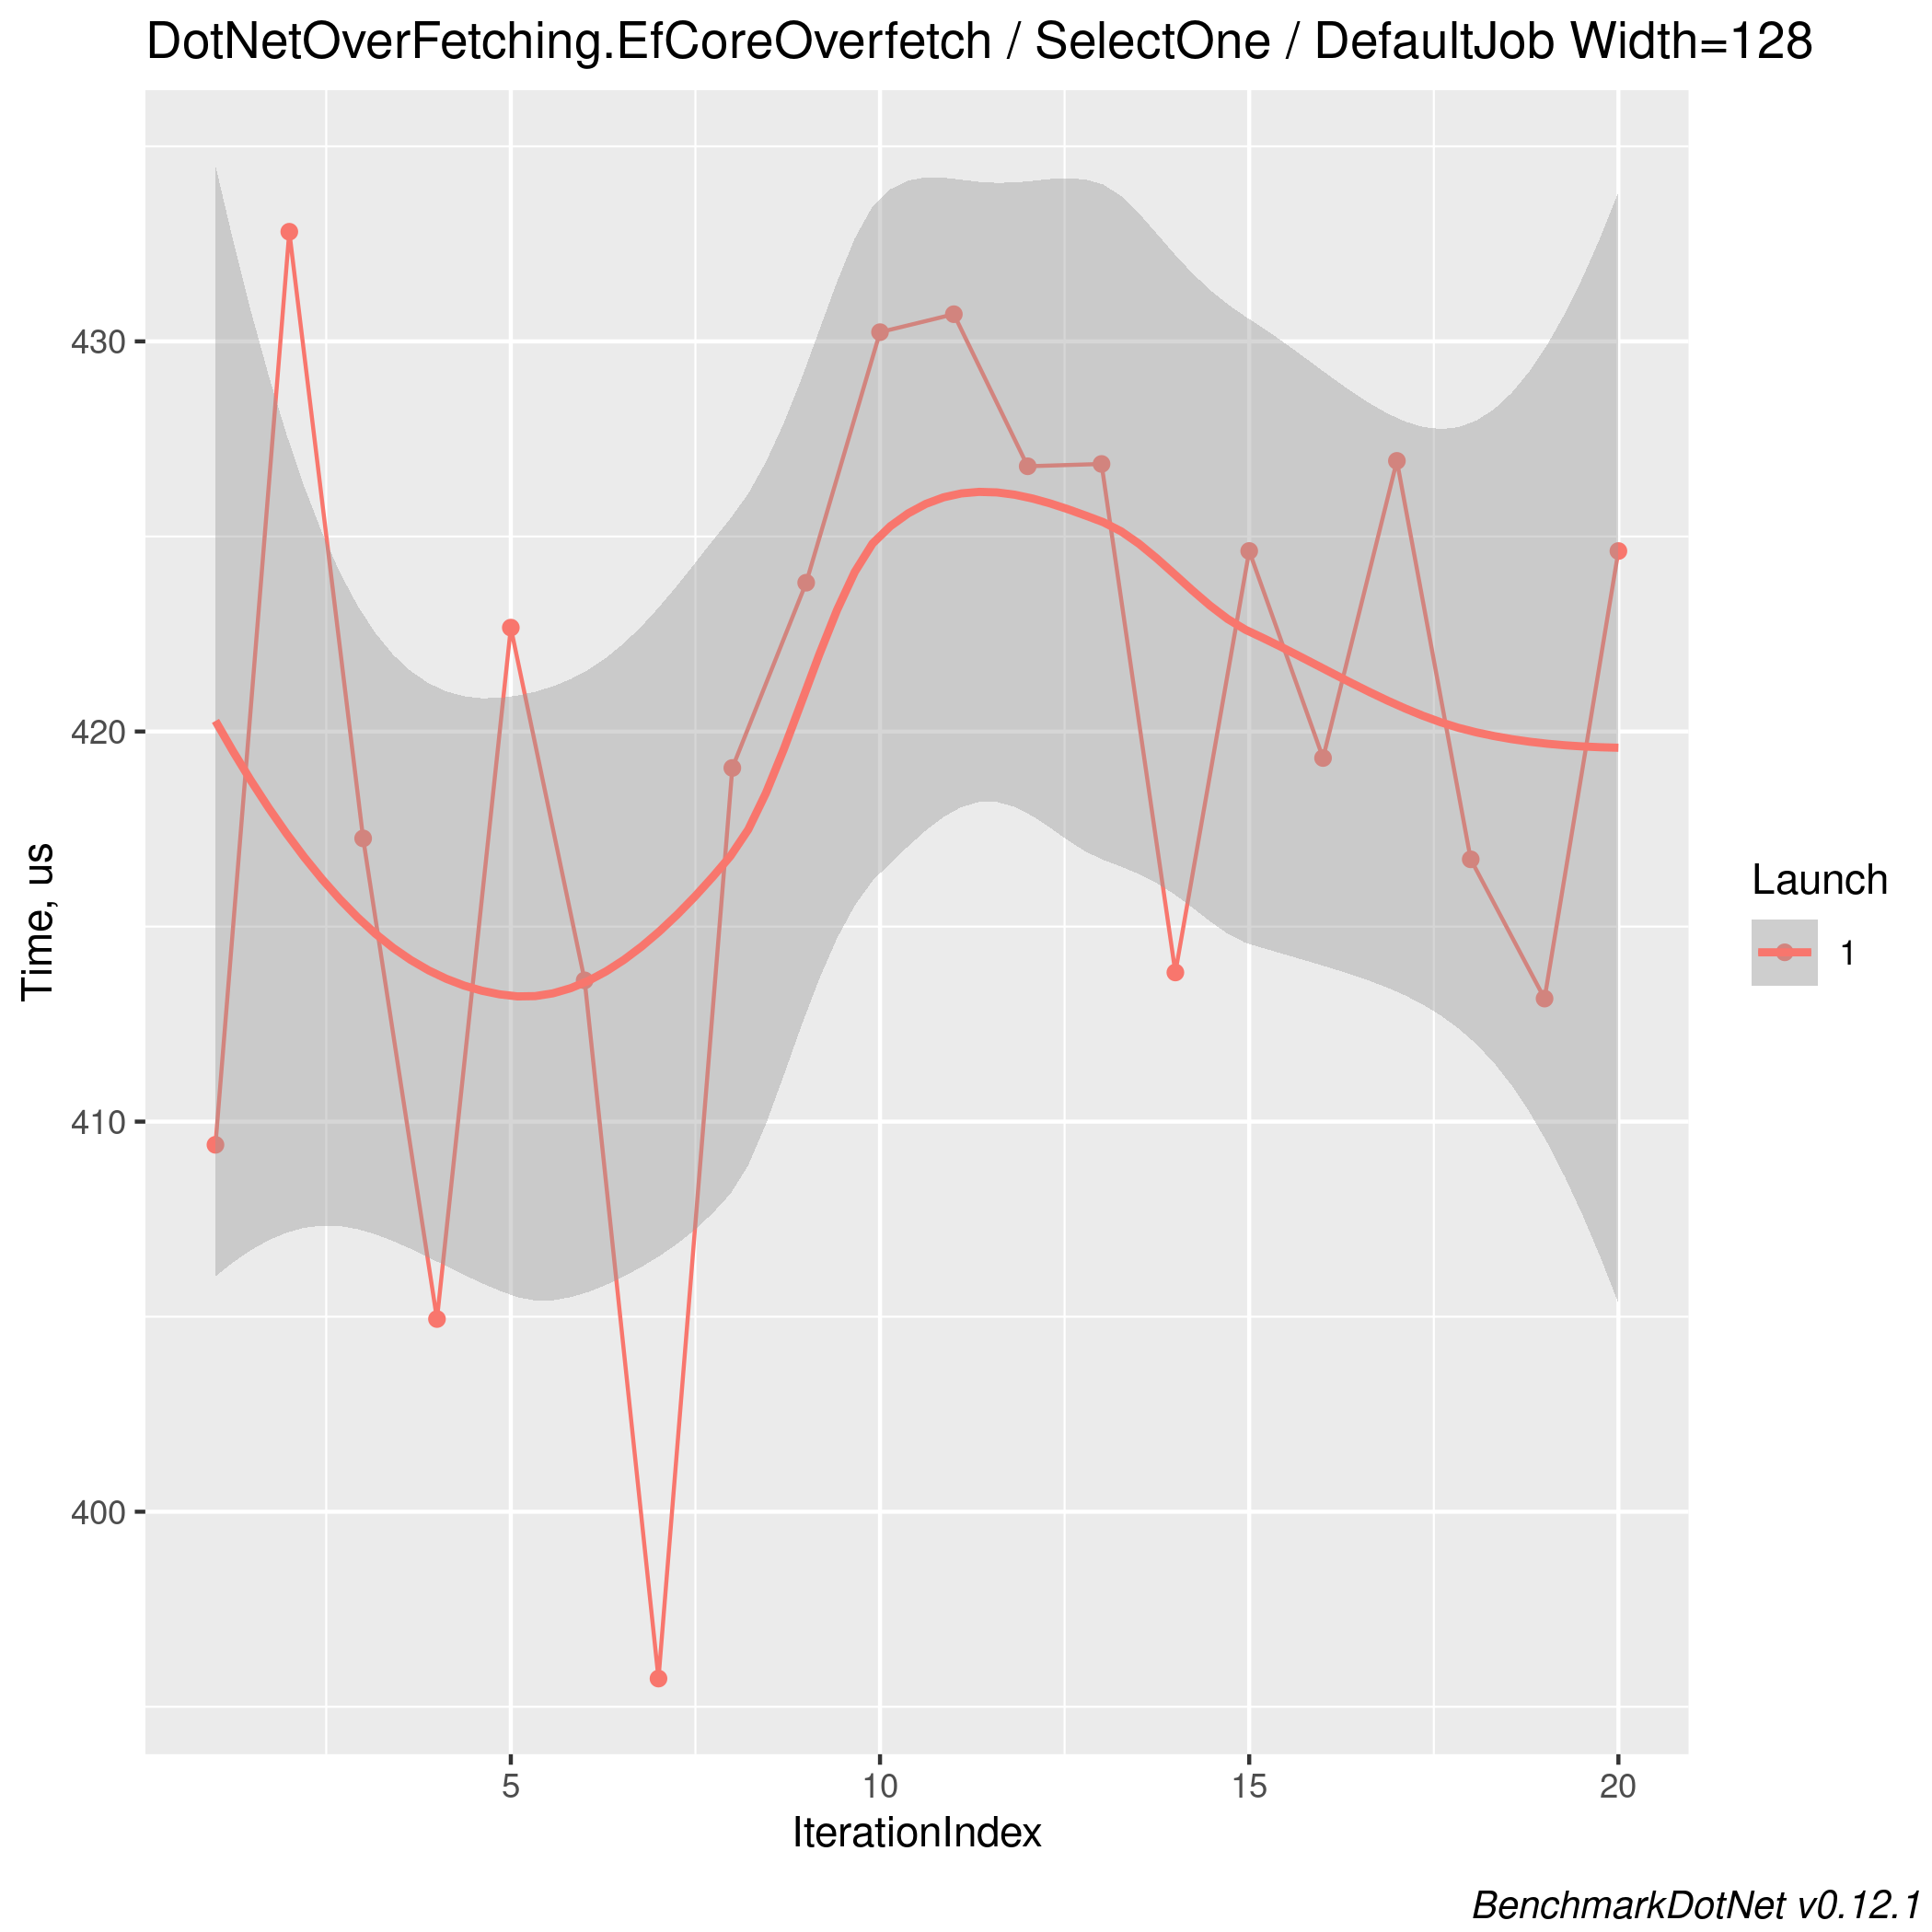 DotNetOverFetching.EfCoreOverfetch / SelectOne / DefaultJob Width=128
Time, us
430
420
410
400
5 10 15 20
IterationIndex
Launch
1
BenchmarkDotNet v0.12.1